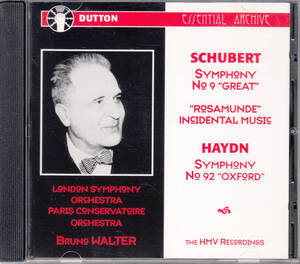 DUTTON
ESSENTIAL ARCHIVE
SCHUBERT
SYMPHONY
No 9 "GREAT"
"ROSAMUNDE"
INCIDENTAL MUSIC
HAYDN
SYMPHONY
No 92 "OXFORD"
LONDON SYMPHONY
ORCHESTRA
PARIS CONSERVATOIRE
ORCHESTRA
BRUNO WALTER
THE HMV RECORDINGS